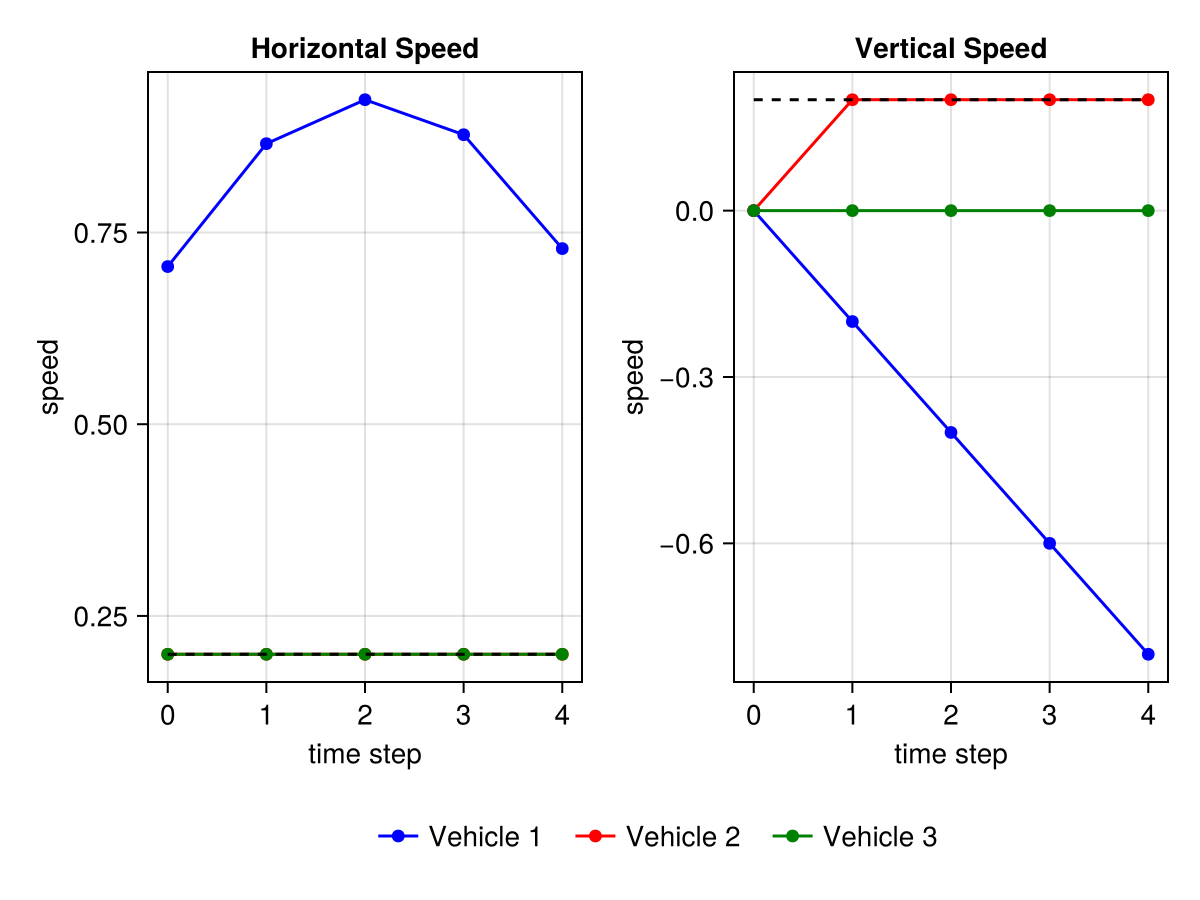 Horizontal Speed
speed
0.75
0.50
0.25
0 1 2 3 4
time step
Vertical Speed
speed
0.0
−0.3
−0.6
0 1 2 3 4
time step
Vehicle 1 Vehicle 2 Vehicle 3